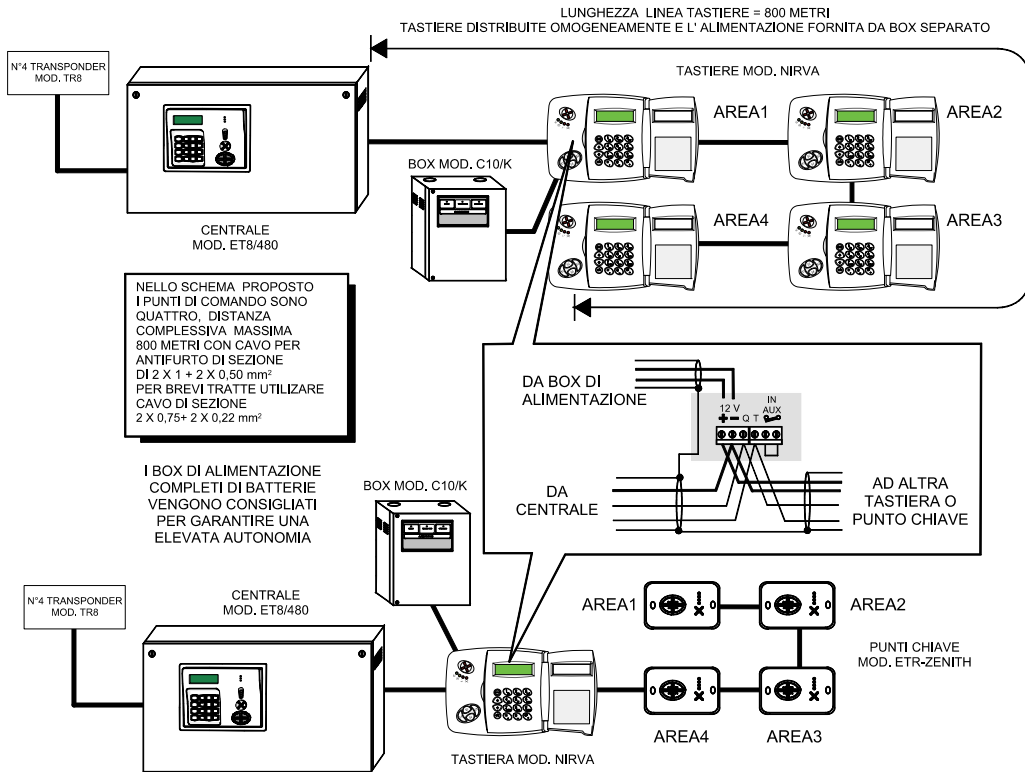 LUNGHEZZA LINEA TASTIERE = 800 METRI
TASTIERE DISTRIBUITE OMOGENEAMENTE E L' ALIMENTAZIONE FORNITA DA BOX SEPARATO
N°4 TRANSPONDER
MOD. TR8
TASTIERE MOD. NIRVA
AREA1
AREA2
BOX MOD. C10/K
CENTRALE
MOD. ET8/480
AREA4
AREA3
NELLO SCHEMA PROPOSTO
I PUNTI DI COMANDO SONO
QUATTRO, DISTANZA
COMPLESSIVA MASSIMA
800 METRI CON CAVO PER
ANTIFURTO DI SEZIONE
DI 2 X 1 + 2 X 0,50 mm²
PER BREVI TRATTE UTILIZARE
CAVO DI SEZIONE
2 X 0,75+ 2 X 0,22 mm²
DA BOX DI
ALIMENTAZIONE
12 V
IN
AUX
+ − Q T
DA
CENTRALE
AD ALTRA
TASTIERA O
PUNTO CHIAVE
I BOX DI ALIMENTAZIONE
COMPLETI DI BATTERIE
VENGONO CONSIGLIATI
PER GARANTIRE UNA
ELEVATA AUTONOMIA
BOX MOD. C10/K
N°4 TRANSPONDER
MOD. TR8
CENTRALE
MOD. ET8/480
AREA1
AREA2
PUNTI CHIAVE
MOD. ETR-ZENITH
AREA4
AREA3
TASTIERA MOD. NIRVA